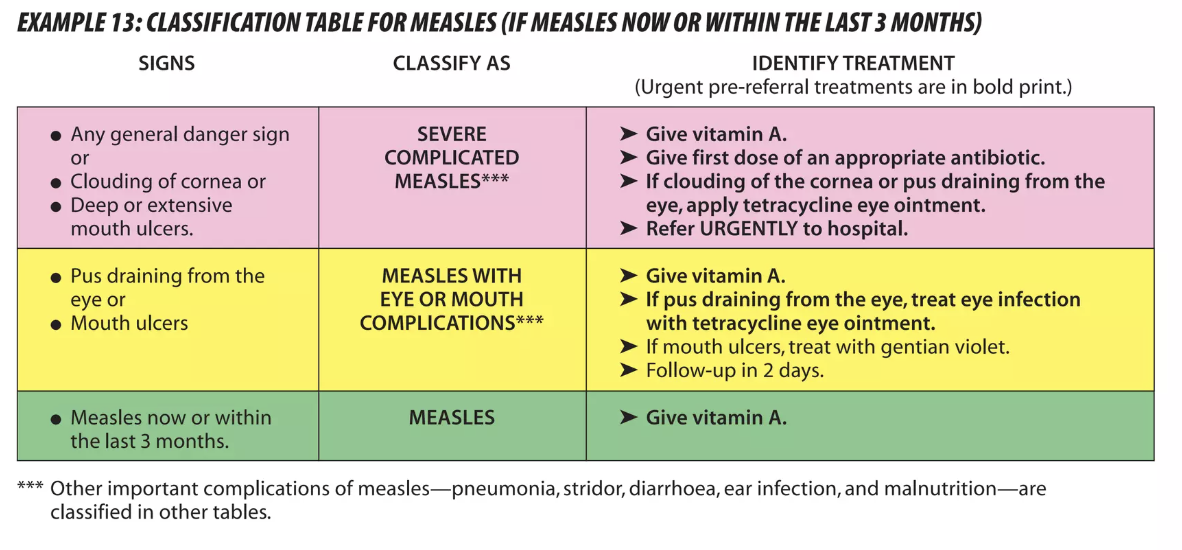 EXAMPLE 13: CLASSIFICATION TABLE FOR MEASLES (IF MEASLES NOW OR WITHIN THE LAST 3 MONTHS)
SIGNS
CLASSIFY AS
IDENTIFY TREATMENT
(Urgent pre-referral treatments are in bold print.)
● Any general danger sign
or
● Clouding of cornea or
● Deep or extensive
mouth ulcers.
SEVERE
COMPLICATED
MEASLES***
➤ Give vitamin A.
➤ Give first dose of an appropriate antibiotic.
➤ If clouding of the cornea or pus draining from the
eye, apply tetracycline eye ointment.
➤ Refer URGENTLY to hospital.
● Pus draining from the
eye or
● Mouth ulcers
MEASLES WITH
EYE OR MOUTH
COMPLICATIONS***
➤ Give vitamin A.
➤ If pus draining from the eye, treat eye infection
with tetracycline eye ointment.
➤ If mouth ulcers, treat with gentian violet.
➤ Follow-up in 2 days.
● Measles now or within
the last 3 months.
MEASLES
➤ Give vitamin A.
*** Other important complications of measles—pneumonia, stridor, diarrhoea, ear infection, and malnutrition—are
classified in other tables.